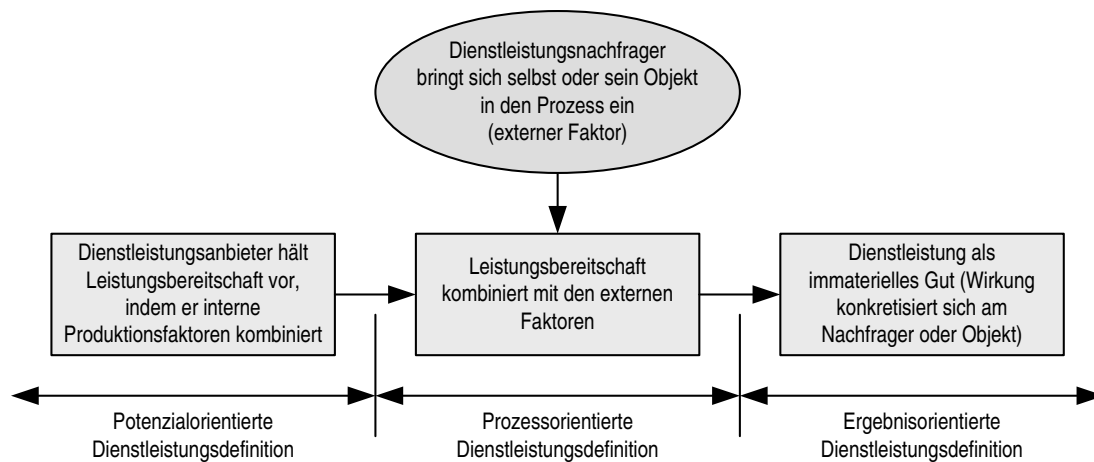 Dienstleistungsnachfrager
bringt sich selbst oder sein Objekt
in den Prozess ein
(externer Faktor)
Dienstleistungsanbieter hält
Leistungsbereitschaft vor,
indem er interne
Produktionsfaktoren kombiniert
Leistungsbereitschaft
kombiniert mit den externen
Faktoren
Dienstleistung als
immaterielles Gut (Wirkung
konkretisiert sich am
Nachfrager oder Objekt)
Potenzialorientierte
Dienstleistungsdefinition
Prozessorientierte
Dienstleistungsdefinition
Ergebnisorientierte
Dienstleistungsdefinition